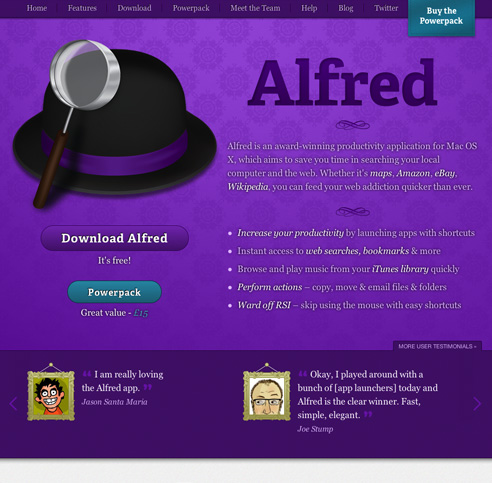 Home Features Download Powerpack Meet the Team Help Blog Twitter
Buy the
Powerpack
Alfred
Alfred is an award-winning productivity application for Mac OS
X, which aims to save you time in searching your local
computer and the web. Whether it's maps, Amazon, eBay,
Wikipedia, you can feed your web addiction quicker than ever.
Increase your productivity by launching apps with shortcuts
Instant access to web searches, bookmarks & more
Browse and play music from your iTunes library quickly
Perform actions – copy, move & email files & folders
Ward off RSI – skip using the mouse with easy shortcuts
Download Alfred
It's free!
Powerpack
Great value - £15
MORE USER TESTIMONIALS »
“ I am really loving
the Alfred app. ”
Jason Santa Maria
“ Okay, I played around with a
bunch of [app launchers] today and
Alfred is the clear winner. Fast,
simple, elegant. ”
Joe Stump